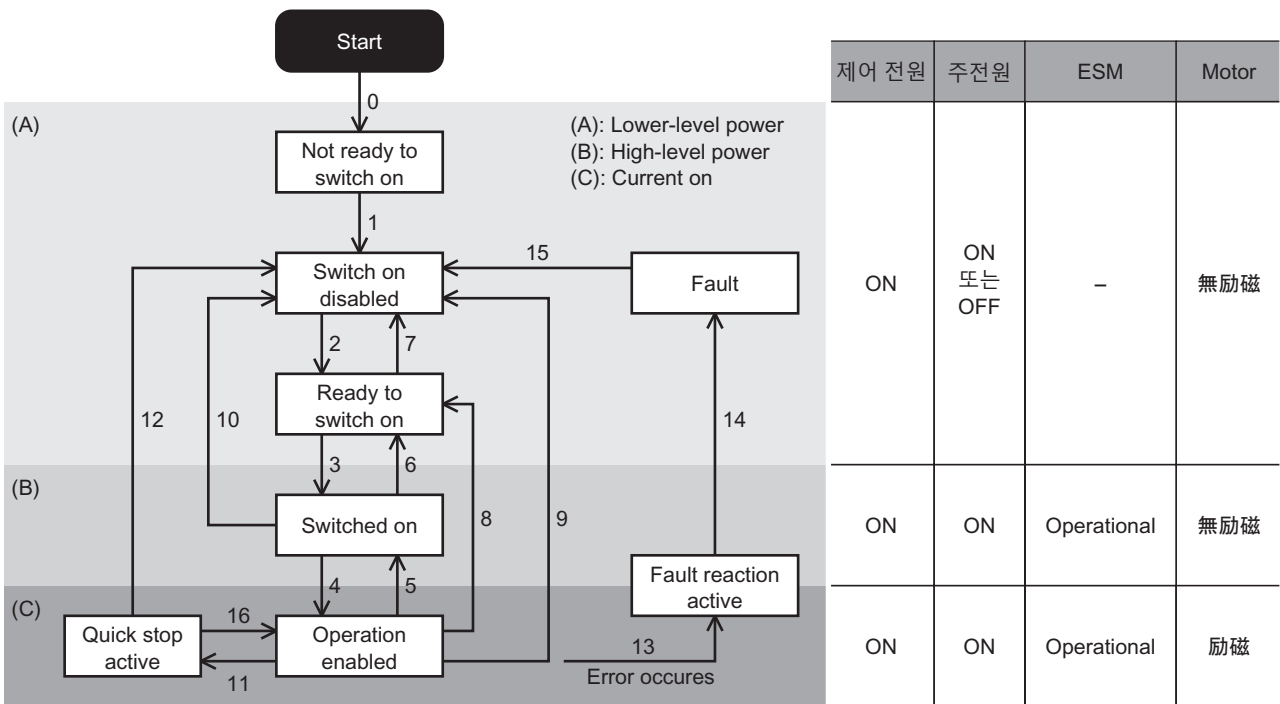 Start
0
(A)
(A): Lower-level power
(B): High-level power
(C): Current on
Not ready to
switch on
1
15
Switch on
disabled
Fault
2
7
12
10
Ready to
switch on
14
3
6
(B)
Switched on
8
9
4
5
Fault reaction
active
(C)
16
Quick stop
active
Operation
enabled
13
11
Error occures
제어 전원
주전원
ESM
Motor
ON
ON
또는
OFF
–
無励磁
ON
ON
Operational
無励磁
ON
ON
Operational
励磁